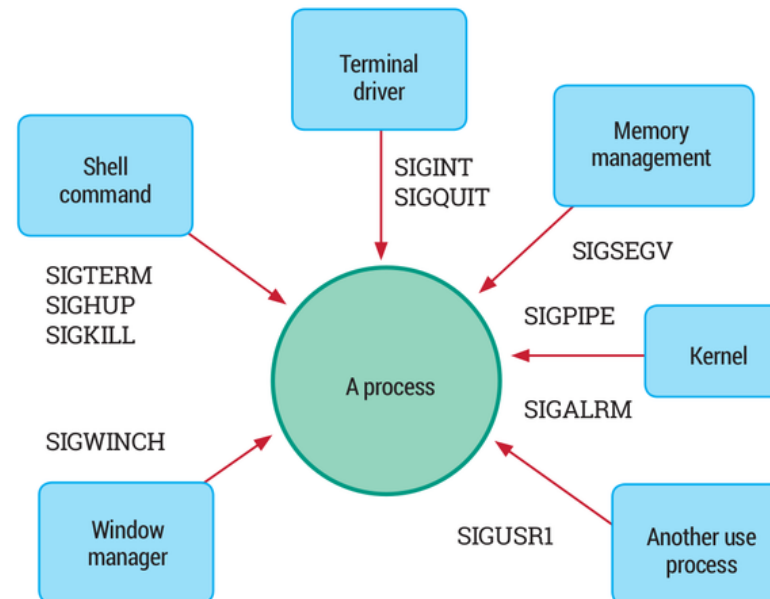 Terminal
driver
Memory
management
Shell
command
SIGINT
SIGQUIT
SIGSEGV
SIGTERM
SIGHUP
SIGKILL
SIGPIPE
Kernel
A process
SIGALRM
SIGWINCH
SIGUSR1
Window
manager
Another use
process